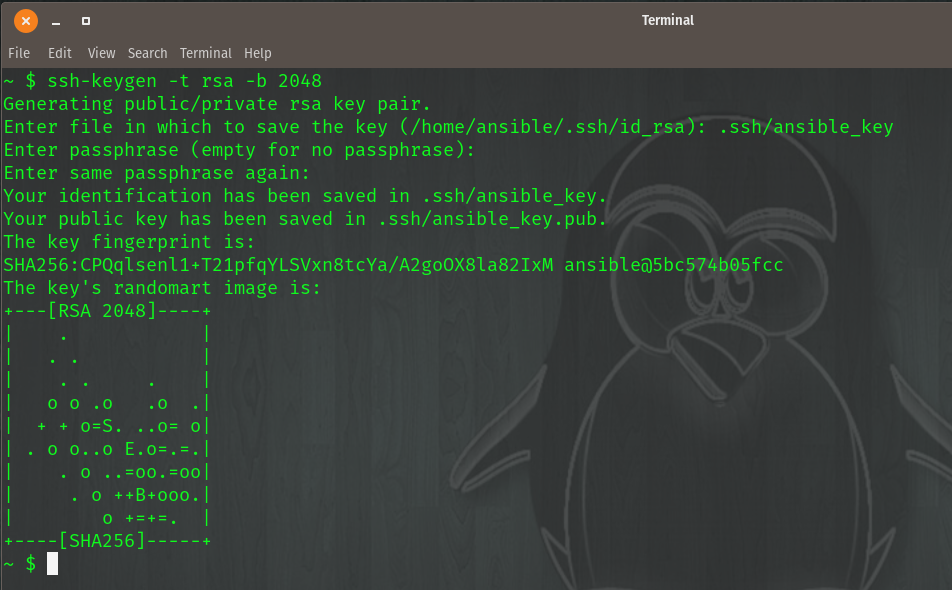 Terminal
File Edit View Search Terminal Help
~ $ ssh-keygen -t rsa -b 2048
Generating public/private rsa key pair.
Enter file in which to save the key (/home/ansible/.ssh/id_rsa): .ssh/ansible_key
Enter passphrase (empty for no passphrase):
Enter same passphrase again:
Your identification has been saved in .ssh/ansible_key.
Your public key has been saved in .ssh/ansible_key.pub.
The key fingerprint is:
SHA256:CPQqlsenl1+T21pfqYLSVxn8tcYa/A2goOX8la82IxM ansible@5bc574b05fcc
The key's randomart image is:
+---[RSA 2048]----+
|    .            |
|   . .           |
|    . .     .    |
|   o o .o   .o  .|
|  + + o=S. ..o= o|
| . o o..o E.o=.=.|
|    . o ..=oo.=oo|
|     . o ++B+ooo.|
|        o +=+=.  |
+----[SHA256]-----+
~ $